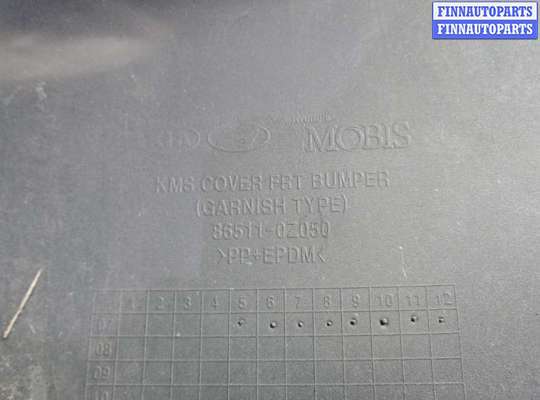 FINNAUTOPARTS
FINNAUTOPARTS
MOBIS
KMS COVER FRT BUMPER
(GARNISH TYPE)
86511-0Z050
>PP+EPDM<
1 2 3 4 5 6 7 8 9 10 11 12
07
08
09
10